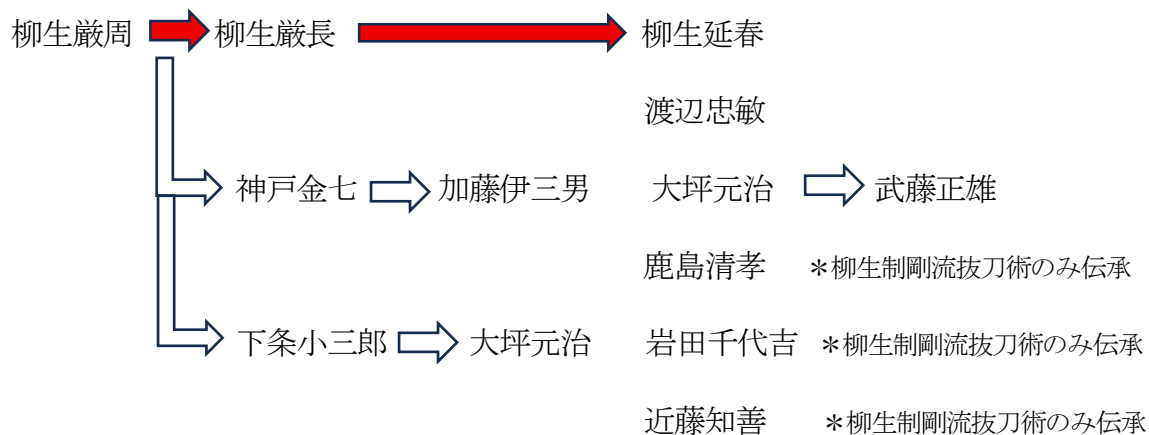 柳生厳周 柳生厳長 柳生延春
渡辺忠敏
神戸金七 加藤伊三男 大坪元治 武藤正雄
鹿島清孝 *柳生制剛流抜刀術のみ伝承
下条小三郎 大坪元治 岩田千代吉 *柳生制剛流抜刀術のみ伝承
近藤知善 *柳生制剛流抜刀術のみ伝承